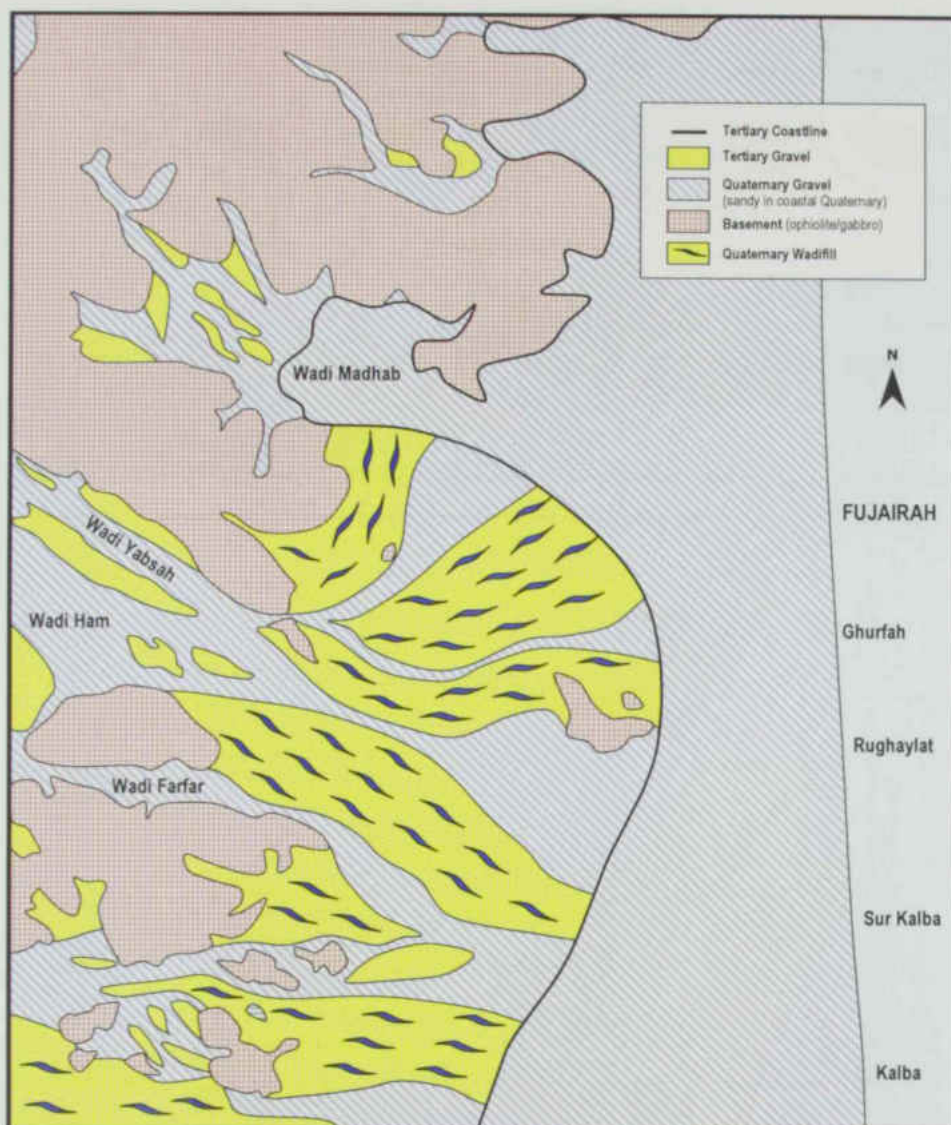 Tertiary Coastline
Tertiary Gravel
Quaternary Gravel
(sandy in coastal Quaternary)
Basement (ophiolite/gabbro)
Quaternary Wadifill
N
Wadi Madhab
FUJAIRAH
Wadi Yabsah
Wadi Ham
Ghurfah
Rughaylat
Wadi Farfar
Sur Kalba
Kalba